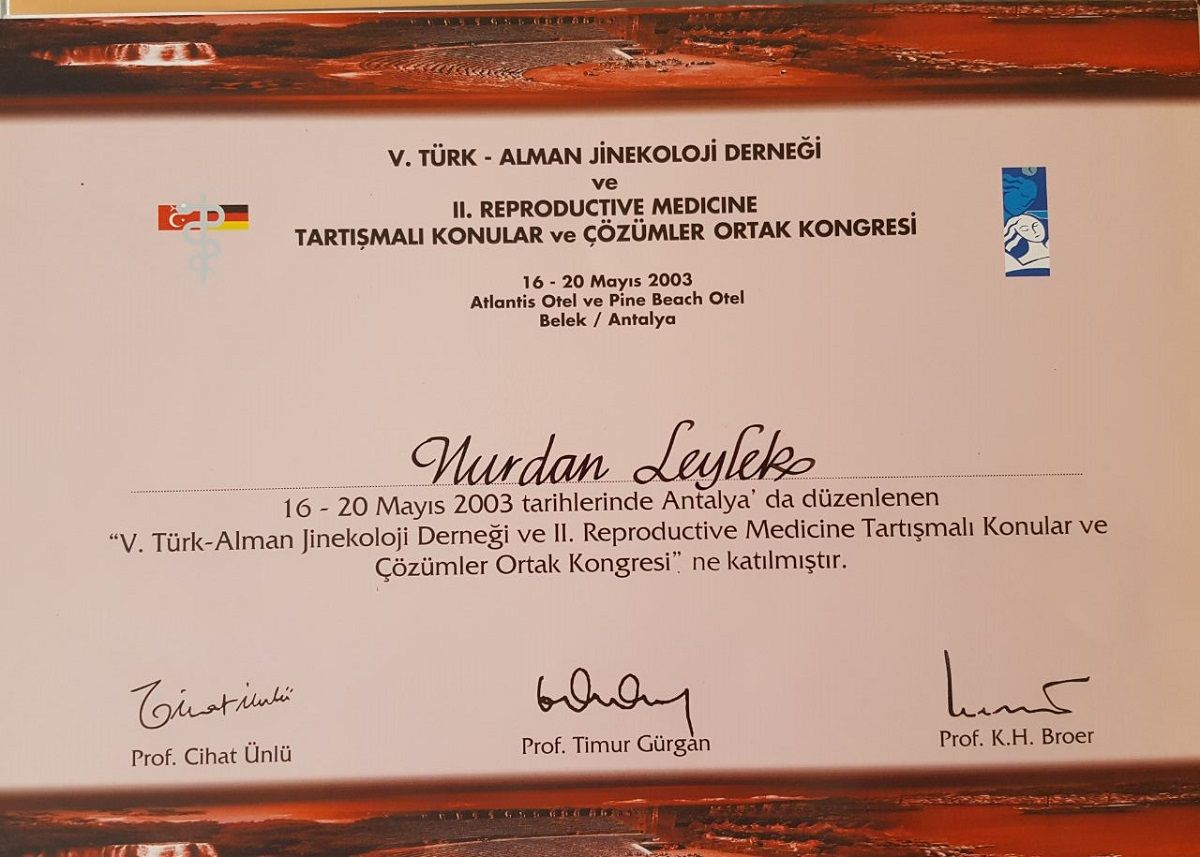 V. TÜRK - ALMAN JİNEKOLOJİ DERNEĞİ
ve
II. REPRODUCTIVE MEDICINE
TARTIŞMALI KONULAR ve ÇÖZÜMLER ORTAK KONGRESİ
16 - 20 Mayıs 2003
Atlantis Otel ve Pine Beach Otel
Belek / Antalya
Nurdan Leylek
16 - 20 Mayıs 2003 tarihlerinde Antalya' da düzenlenen
“V. Türk-Alman Jinekoloji Derneği ve II. Reproductive Medicine Tartışmalı Konular ve
Çözümler Ortak Kongresi” ne katılmıştır.
Cihat Ünlü
Prof. Cihat Ünlü
Prof. Timur Gürgan
Prof. K.H. Broer